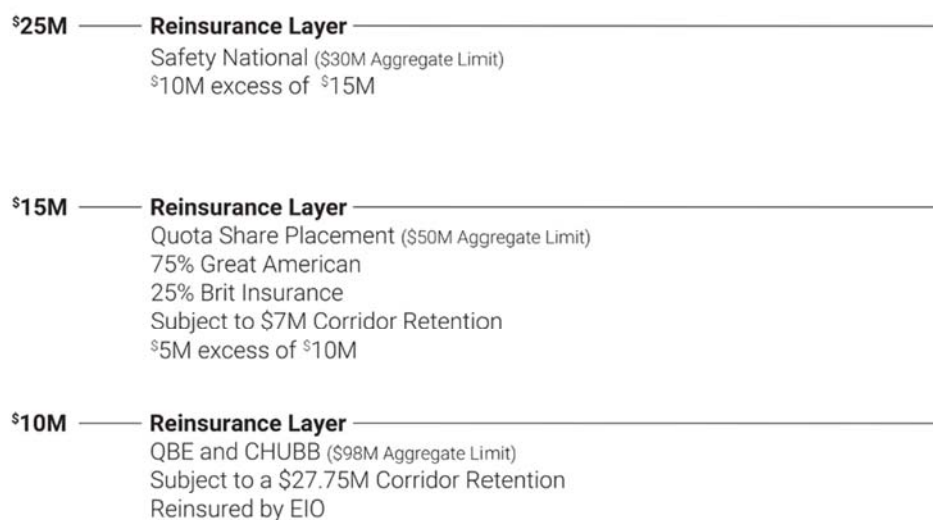 $25M Reinsurance Layer
Safety National ($30M Aggregate Limit)
$10M excess of $15M
$15M Reinsurance Layer
Quota Share Placement ($50M Aggregate Limit)
75% Great American
25% Brit Insurance
Subject to $7M Corridor Retention
$5M excess of $10M
$10M Reinsurance Layer
QBE and CHUBB ($98M Aggregate Limit)
Subject to a $27.75M Corridor Retention
Reinsured by EIO